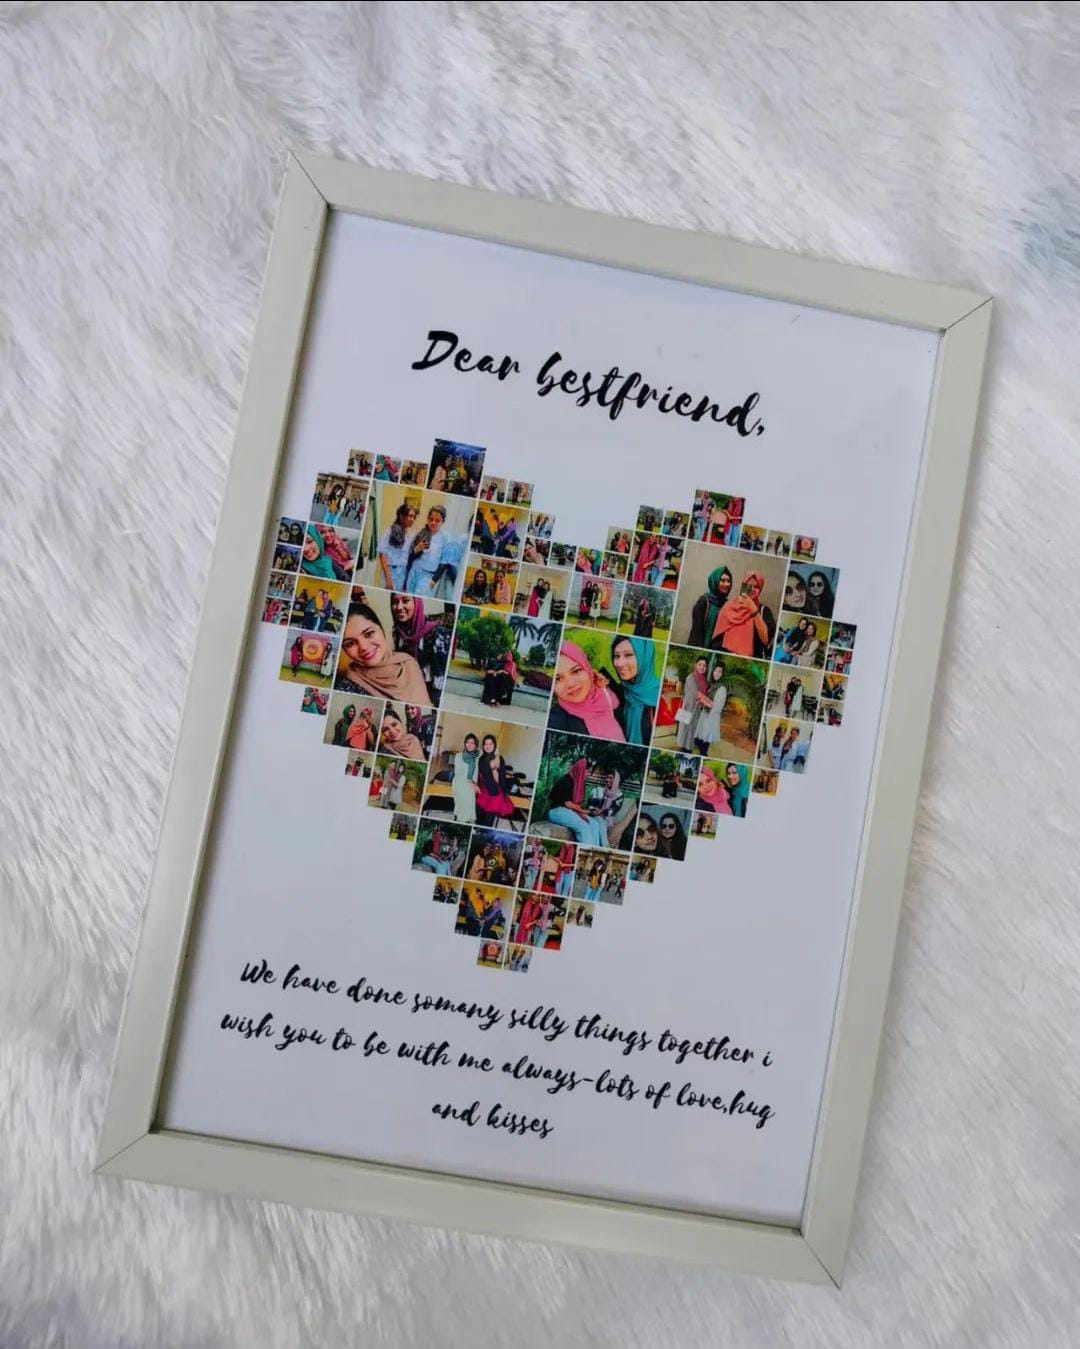 Dear bestfriend,
We have done somany silly things together i
wish you to be with me always-lots of love,hug
and kisses